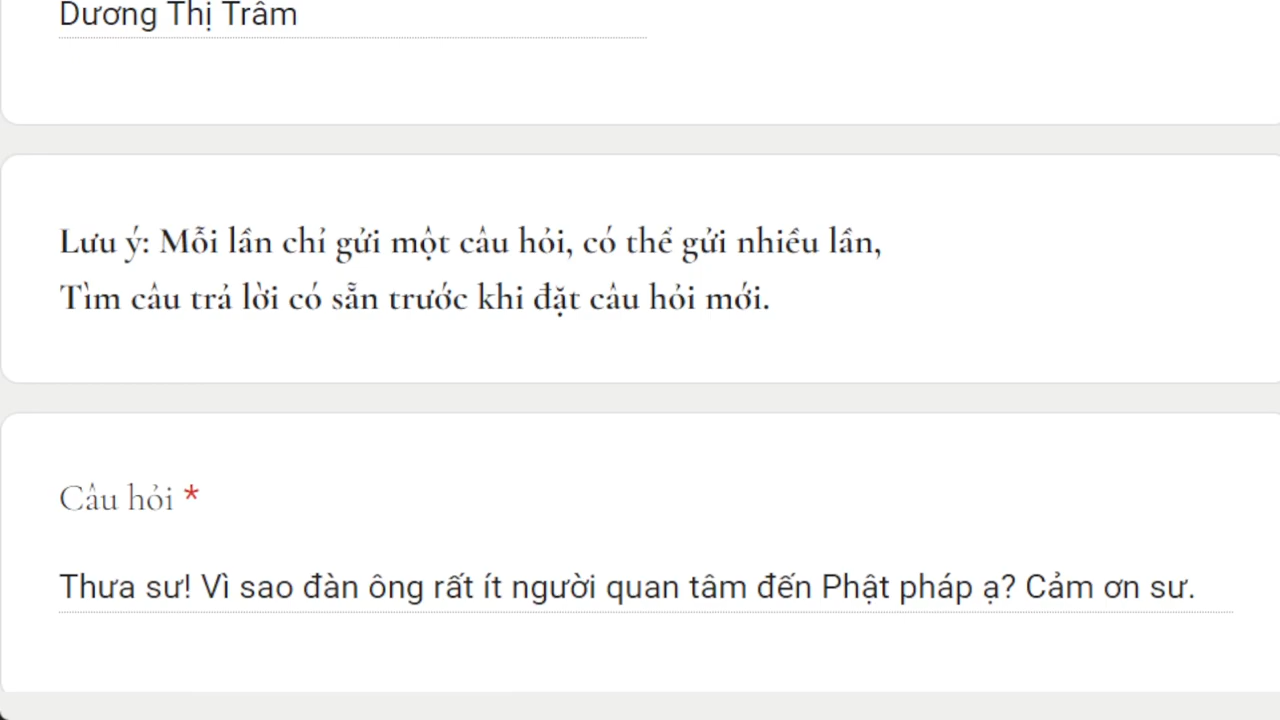 Dương Thị Trâm
Lưu ý: Mỗi lần chỉ gửi một câu hỏi, có thể gửi nhiều lần,
Tìm câu trả lời có sẵn trước khi đặt câu hỏi mới.
Câu hỏi *
Thưa sư! Vì sao đàn ông rất ít người quan tâm đến Phật pháp ạ? Cảm ơn sư.